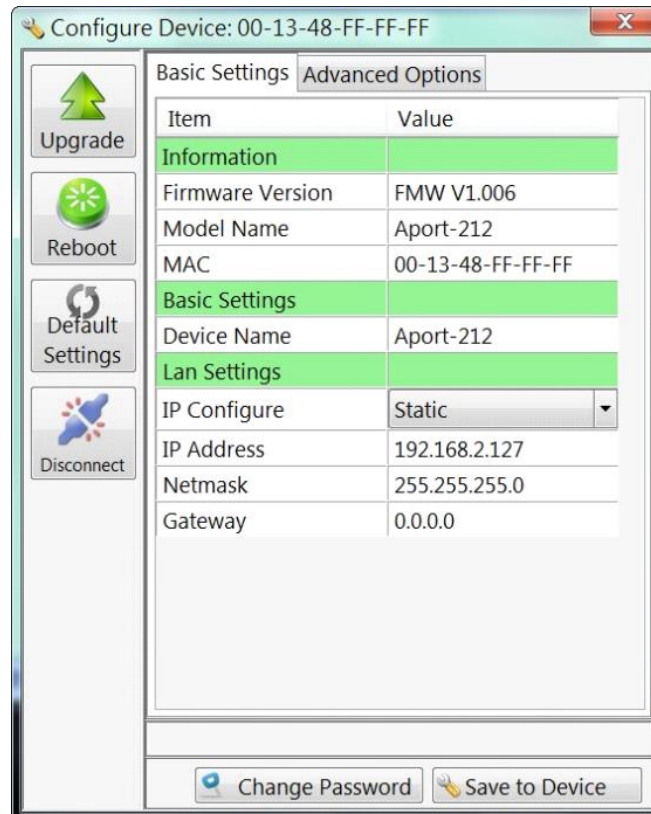 Configure Device: 00-13-48-FF-FF-FF
Upgrade
Reboot
Default
Settings
Disconnect
Basic Settings Advanced Options
Item Value
Information
Firmware Version FMW V1.006
Model Name Aport-212
MAC 00-13-48-FF-FF-FF
Basic Settings
Device Name Aport-212
Lan Settings
IP Configure Static
IP Address 192.168.2.127
Netmask 255.255.255.0
Gateway 0.0.0.0
Change Password Save to Device